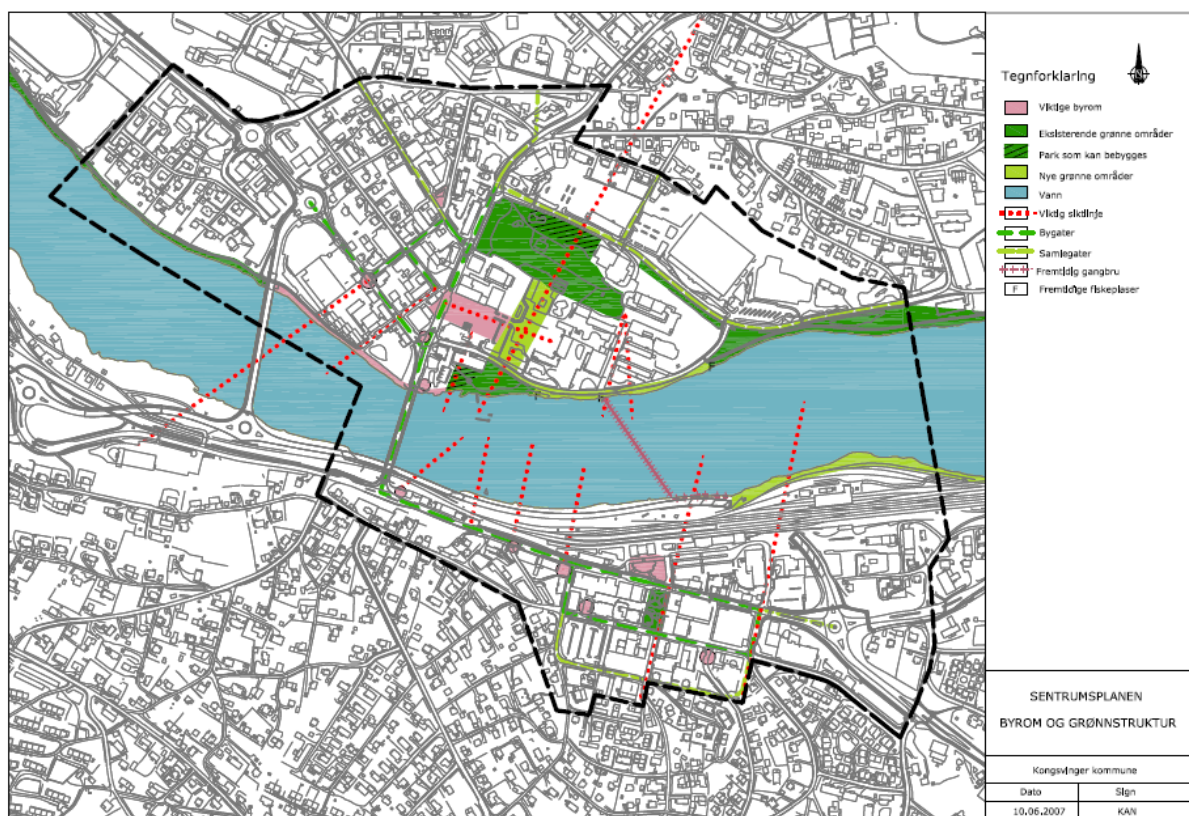 Tegnforklaring
N
Viktige byrom
Eksisterende grønne områder
Park som kan bebygges
Nye grønne områder
Vann
Viktig siktlinje
Bygater
Samlegater
Fremtidig gangbru
F Fremtidige fiskeplaser
SENTRUMSPLANEN
BYROM OG GRØNNSTRUKTUR
Kongsvinger kommune
Dato Sign
10.06.2007 KAN